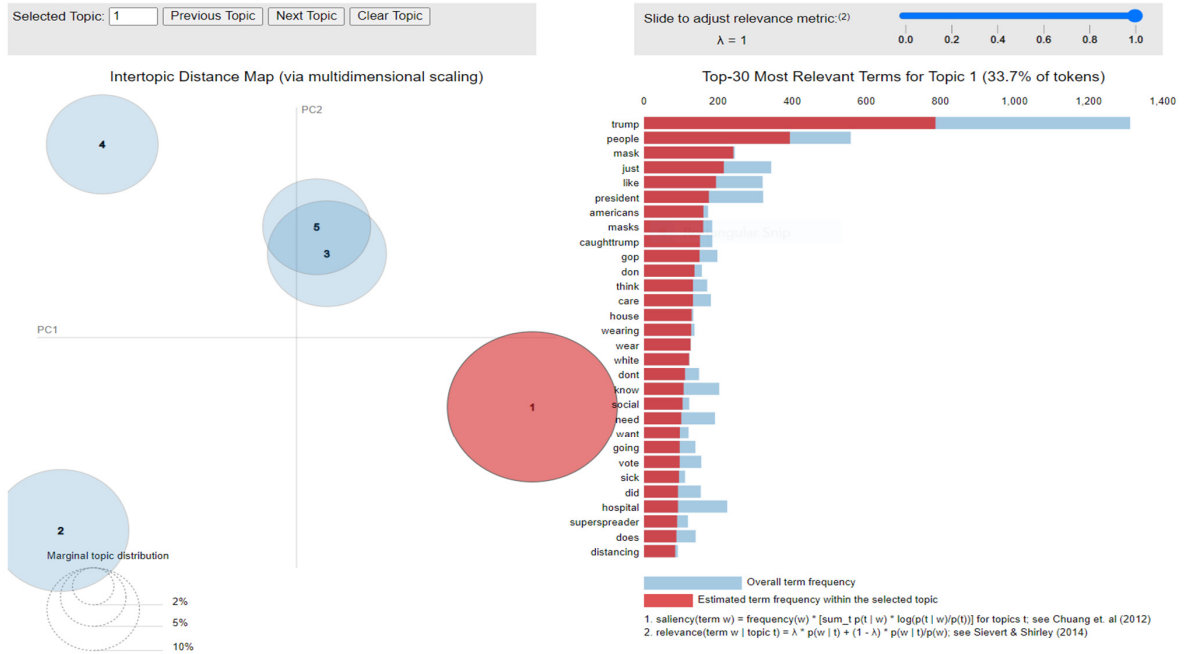 Selected Topic: 1 Previous Topic Next Topic Clear Topic
Slide to adjust relevance metric:(2)
λ = 1
0.0 0.2 0.4 0.6 0.8 1.0
Intertopic Distance Map (via multidimensional scaling)
PC2
PC1
4
5
3
1
2
Marginal topic distribution
2%
5%
10%
Top-30 Most Relevant Terms for Topic 1 (33.7% of tokens)
0 200 400 600 800 1,000 1,200 1,400
trump
people
mask
just
like
president
americans
masks
caughttrump
gop
don
think
care
house
wearing
wear
white
dont
know
social
need
want
going
vote
sick
did
hospital
superspreader
does
distancing
Snip
Overall term frequency
Estimated term frequency within the selected topic
1. saliency(term w) = frequency(w) * [sum_t p(t | w) * log(p(t | w)/p(t))] for topics t; see Chuang et. al (2012)
2. relevance(term w | topic t) = λ * p(w | t) + (1 - λ) * p(w | t)/p(w); see Sievert & Shirley (2014)